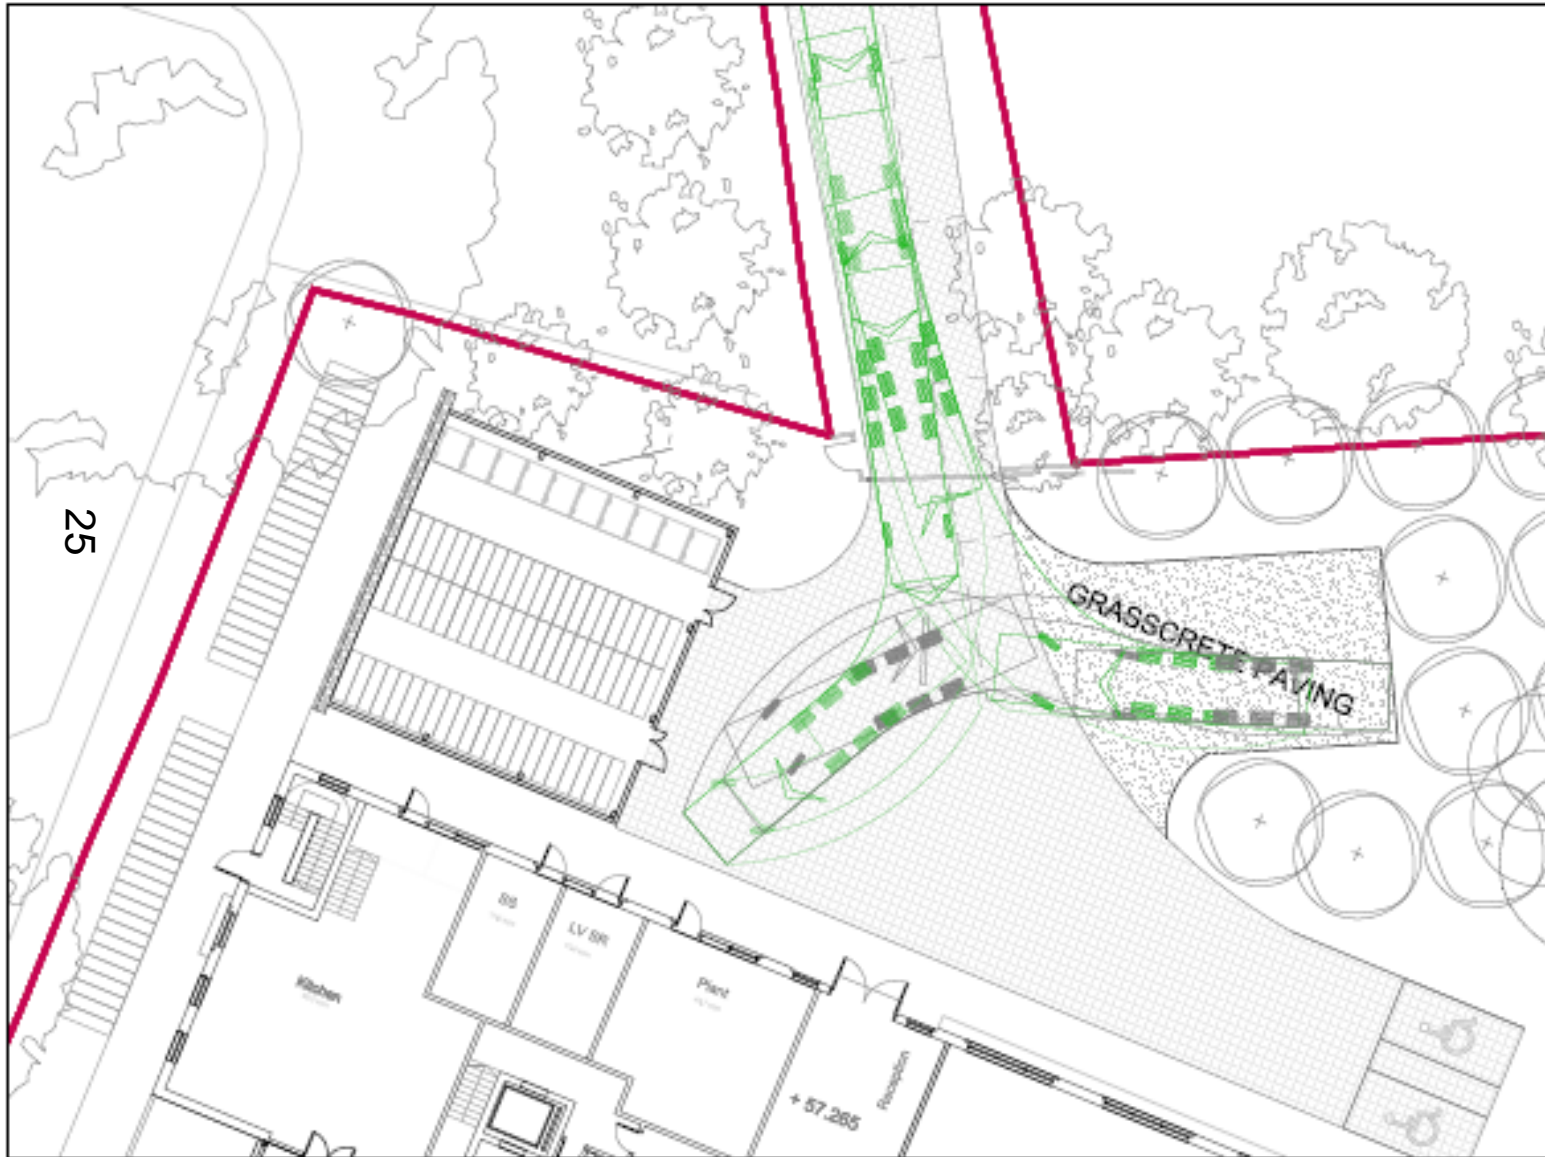 25
GRASSCRETE PAVING
Kitchen
LV SR
Plant
Reception
+ 57.265